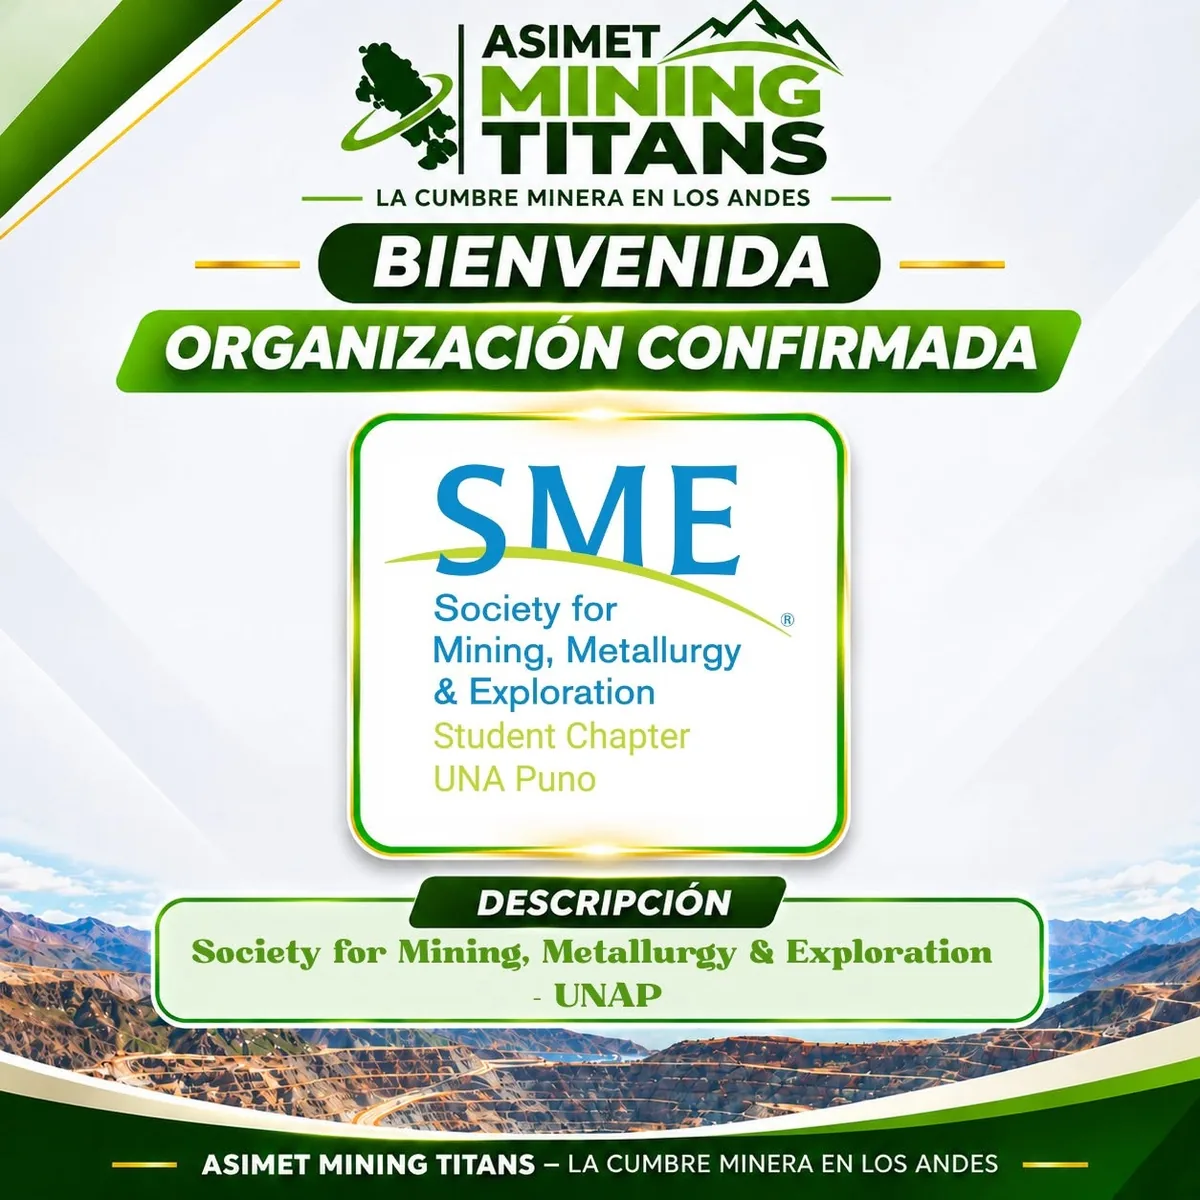 ASIMET
MINING
TITANS
LA CUMBRE MINERA EN LOS ANDES
BIENVENIDA
ORGANIZACIÓN CONFIRMADA
SME
®
Society for
Mining, Metallurgy
& Exploration
Student Chapter
UNA Puno
DESCRIPCIÓN
Society for Mining, Metallurgy & Exploration
- UNAP
ASIMET MINING TITANS – LA CUMBRE MINERA EN LOS ANDES